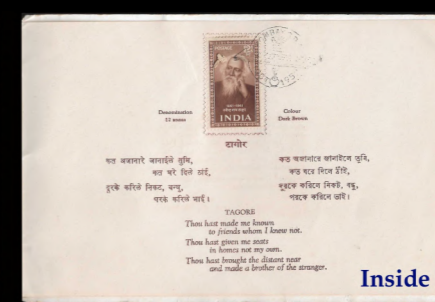 POSTAGE
INDIA
Denomination
12 annas
Colour
Dark Brown
टागोर
कत अजानारे जानाईले तुमि,
कत घरे दिले ठाँई,
दूरके करिले निकट, बन्धु,
परके करिले भाई।
কত অজানারে জানাইলে তুমি,
কত ঘরে দিলে ঠাঁই,
দূরকে করিলে নিকট, বন্ধু,
পরকে করিলে ভাই।
TAGORE
Thou hast made me known
to friends whom I knew not.
Thou hast given me seats
in homes not my own.
Thou hast brought the distant near
and made a brother of the stranger.
Inside